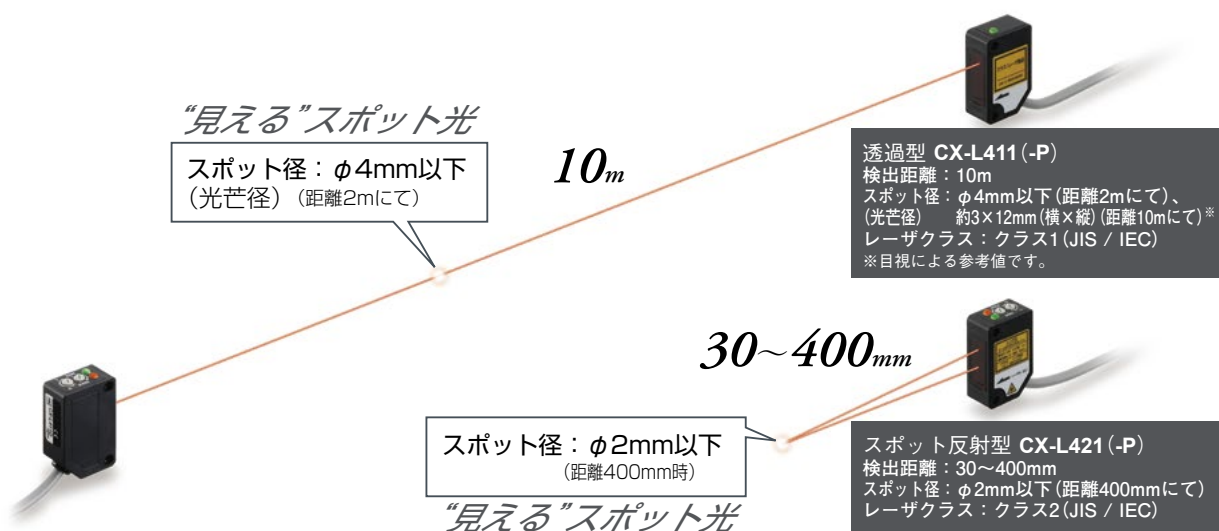 “見える”スポット光
スポット径：φ4mm以下
(光芒径)（距離2mにて）
10m
透過型 CX-L411(-P)
検出距離：10m
スポット径：φ4mm以下(距離2mにて)、
(光芒径)　約3×12mm(横×縦)(距離10mにて)※
レーザクラス：クラス1(JIS / IEC)
※目視による参考値です。
30～400mm
スポット径：φ2mm以下
（距離400mm時）
“見える”スポット光
スポット反射型 CX-L421(-P)
検出距離：30～400mm
スポット径：φ2mm以下(距離400mmにて)
レーザクラス：クラス2(JIS / IEC)